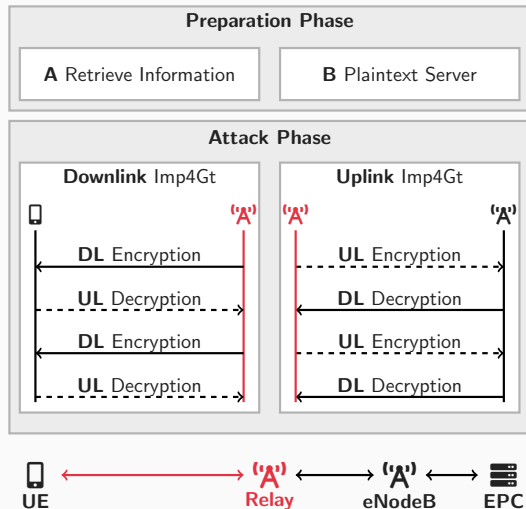 Preparation Phase
A Retrieve Information
B Plaintext Server
Attack Phase
Downlink Imp4Gt
DL Encryption
UL Decryption
DL Encryption
UL Decryption
Uplink Imp4Gt
UL Encryption
DL Decryption
UL Encryption
DL Decryption
UE
Relay
eNodeB
EPC